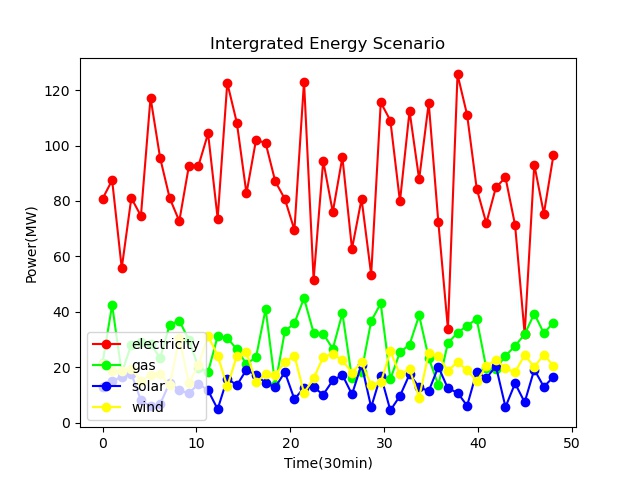 Intergrated Energy Scenario
Power(MW)
120
100
80
60
40
20
0
electricity
gas
solar
wind
0 10 20 30 40 50
Time(30min)